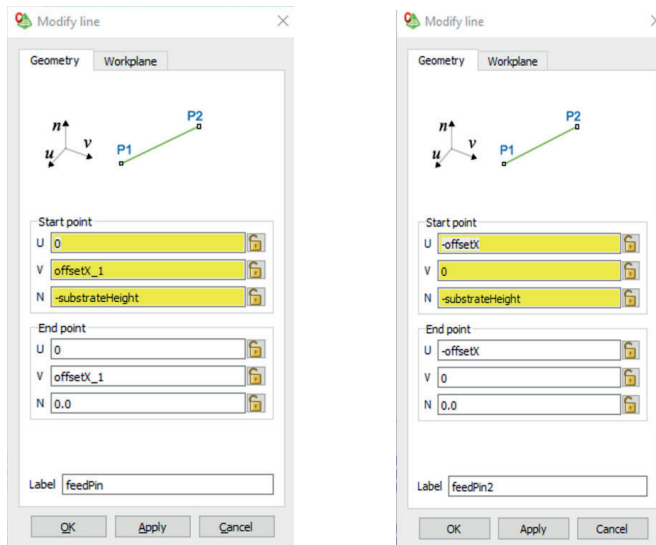 Modify line
Geometry Workplane
n
v
u
P1
P2
Start point
U 0
V offsetX_1
N -substrateHeight
End point
U 0
V offsetX_1
N 0.0
Label feedPin
OK Apply Cancel
Modify line
Geometry Workplane
n
v
u
P1
P2
Start point
U -offsetX
V 0
N -substrateHeight
End point
U -offsetX
V 0
N 0.0
Label feedPin2
OK Apply Cancel